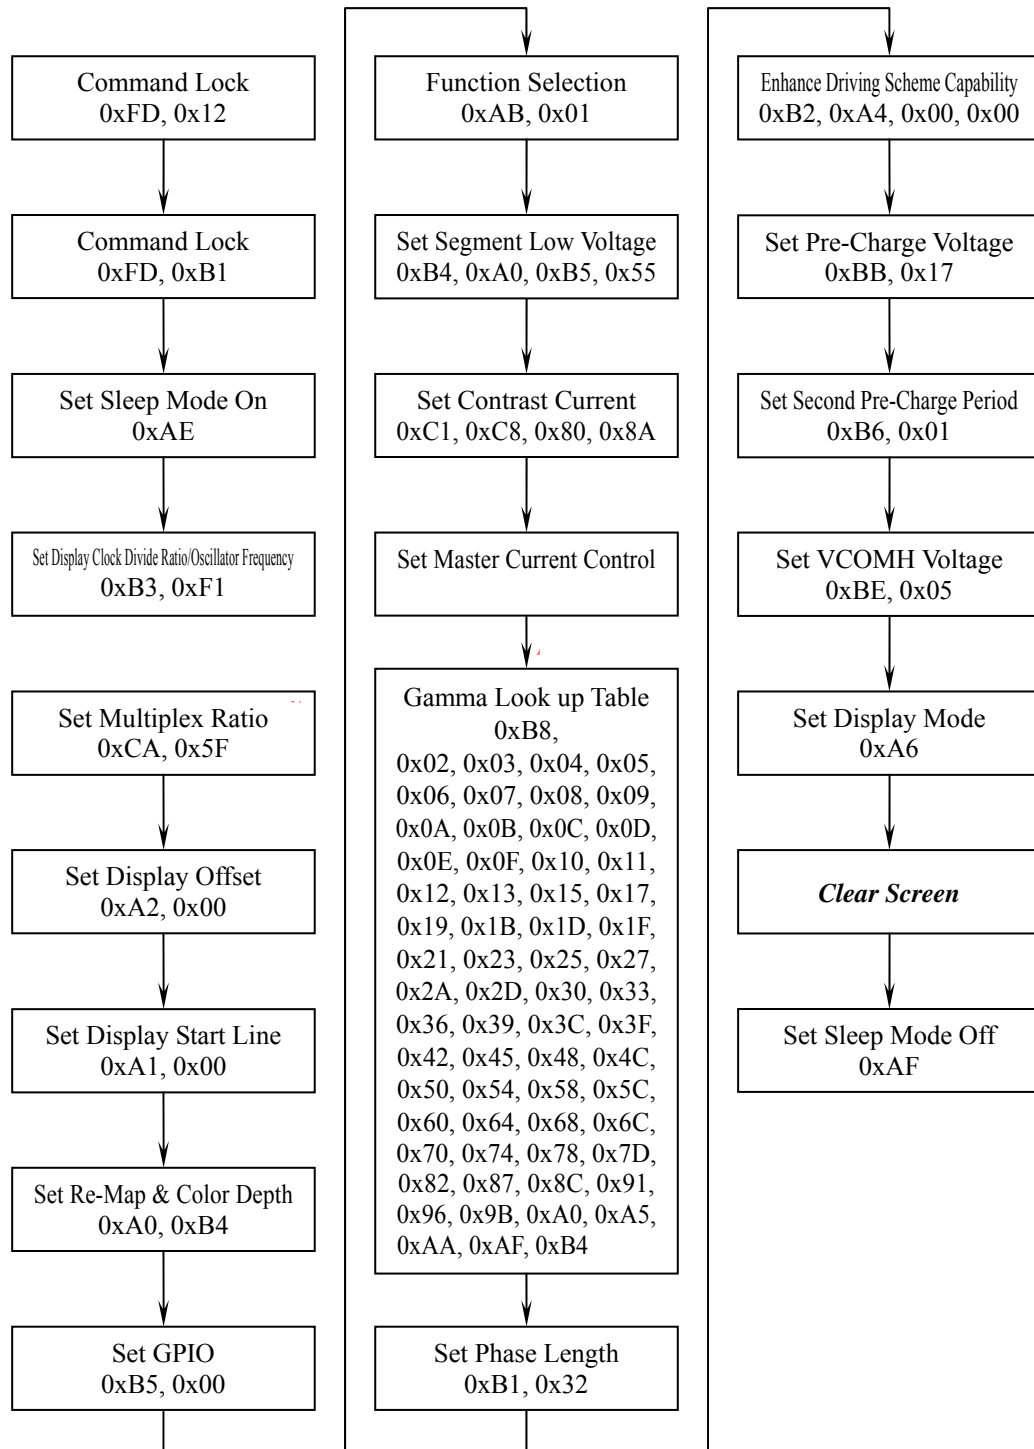 Command Lock
0xFD, 0x12
Command Lock
0xFD, 0xB1
Set Sleep Mode On
0xAE
Set Display Clock Divide Ratio/Oscillator Frequency
0xB3, 0xF1
Set Multiplex Ratio
0xCA, 0x5F
Set Display Offset
0xA2, 0x00
Set Display Start Line
0xA1, 0x00
Set Re-Map & Color Depth
0xA0, 0xB4
Set GPIO
0xB5, 0x00
Function Selection
0xAB, 0x01
Set Segment Low Voltage
0xB4, 0xA0, 0xB5, 0x55
Set Contrast Current
0xC1, 0xC8, 0x80, 0x8A
Set Master Current Control
Gamma Look up Table
0xB8,
0x02, 0x03, 0x04, 0x05,
0x06, 0x07, 0x08, 0x09,
0x0A, 0x0B, 0x0C, 0x0D,
0x0E, 0x0F, 0x10, 0x11,
0x12, 0x13, 0x15, 0x17,
0x19, 0x1B, 0x1D, 0x1F,
0x21, 0x23, 0x25, 0x27,
0x2A, 0x2D, 0x30, 0x33,
0x36, 0x39, 0x3C, 0x3F,
0x42, 0x45, 0x48, 0x4C,
0x50, 0x54, 0x58, 0x5C,
0x60, 0x64, 0x68, 0x6C,
0x70, 0x74, 0x78, 0x7D,
0x82, 0x87, 0x8C, 0x91,
0x96, 0x9B, 0xA0, 0xA5,
0xAA, 0xAF, 0xB4
Set Phase Length
0xB1, 0x32
Enhance Driving Scheme Capability
0xB2, 0xA4, 0x00, 0x00
Set Pre-Charge Voltage
0xBB, 0x17
Set Second Pre-Charge Period
0xB6, 0x01
Set VCOMH Voltage
0xBE, 0x05
Set Display Mode
0xA6
Clear Screen
Set Sleep Mode Off
0xAF